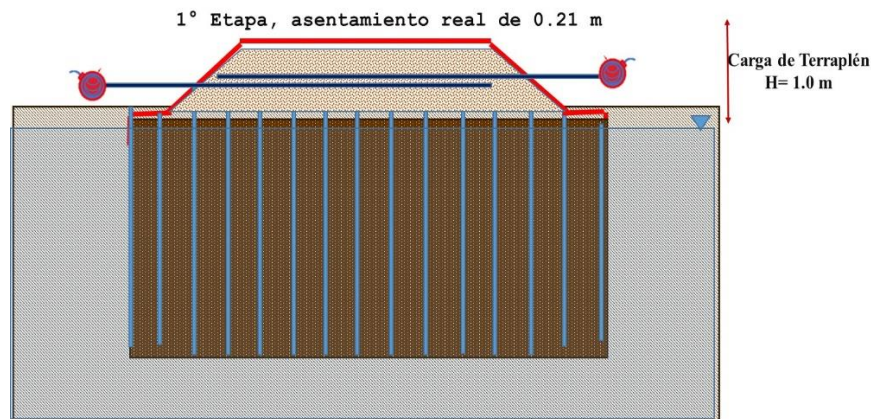 1° Etapa, asentamiento real de 0.21 m
Carga de Terraplén
H= 1.0 m